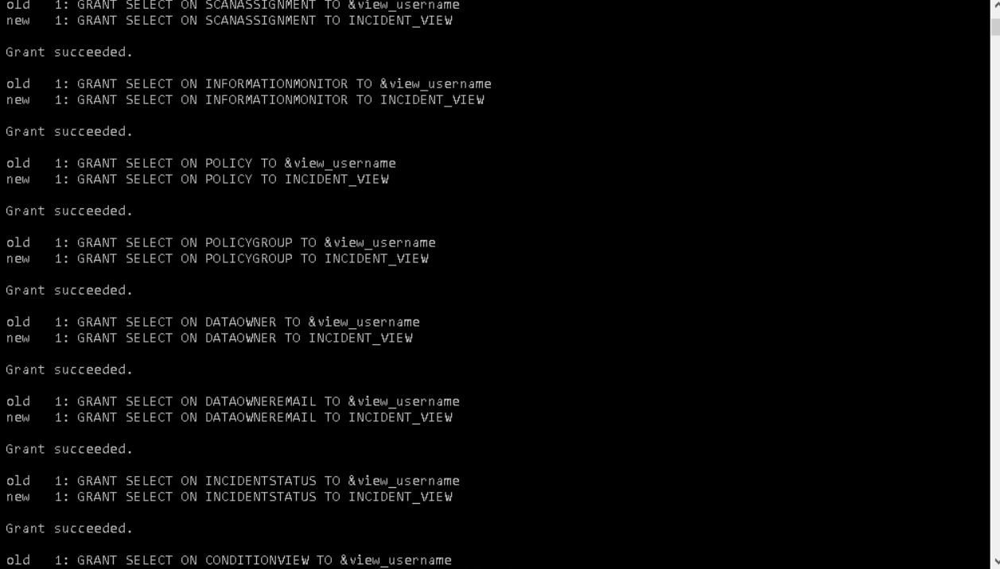 old   1: GRANT SELECT ON SCANASSIGNMENT TO &view_username
new   1: GRANT SELECT ON SCANASSIGNMENT TO INCIDENT_VIEW
Grant succeeded.
old   1: GRANT SELECT ON INFORMATIONMONITOR TO &view_username
new   1: GRANT SELECT ON INFORMATIONMONITOR TO INCIDENT_VIEW
Grant succeeded.
old   1: GRANT SELECT ON POLICY TO &view_username
new   1: GRANT SELECT ON POLICY TO INCIDENT_VIEW
Grant succeeded.
old   1: GRANT SELECT ON POLICYGROUP TO &view_username
new   1: GRANT SELECT ON POLICYGROUP TO INCIDENT_VIEW
Grant succeeded.
old   1: GRANT SELECT ON DATAOWNER TO &view_username
new   1: GRANT SELECT ON DATAOWNER TO INCIDENT_VIEW
Grant succeeded.
old   1: GRANT SELECT ON DATAOWNEREMAIL TO &view_username
new   1: GRANT SELECT ON DATAOWNEREMAIL TO INCIDENT_VIEW
Grant succeeded.
old   1: GRANT SELECT ON INCIDENTSTATUS TO &view_username
new   1: GRANT SELECT ON INCIDENTSTATUS TO INCIDENT_VIEW
Grant succeeded.
old   1: GRANT SELECT ON CONDITIONVIEW TO &view_username